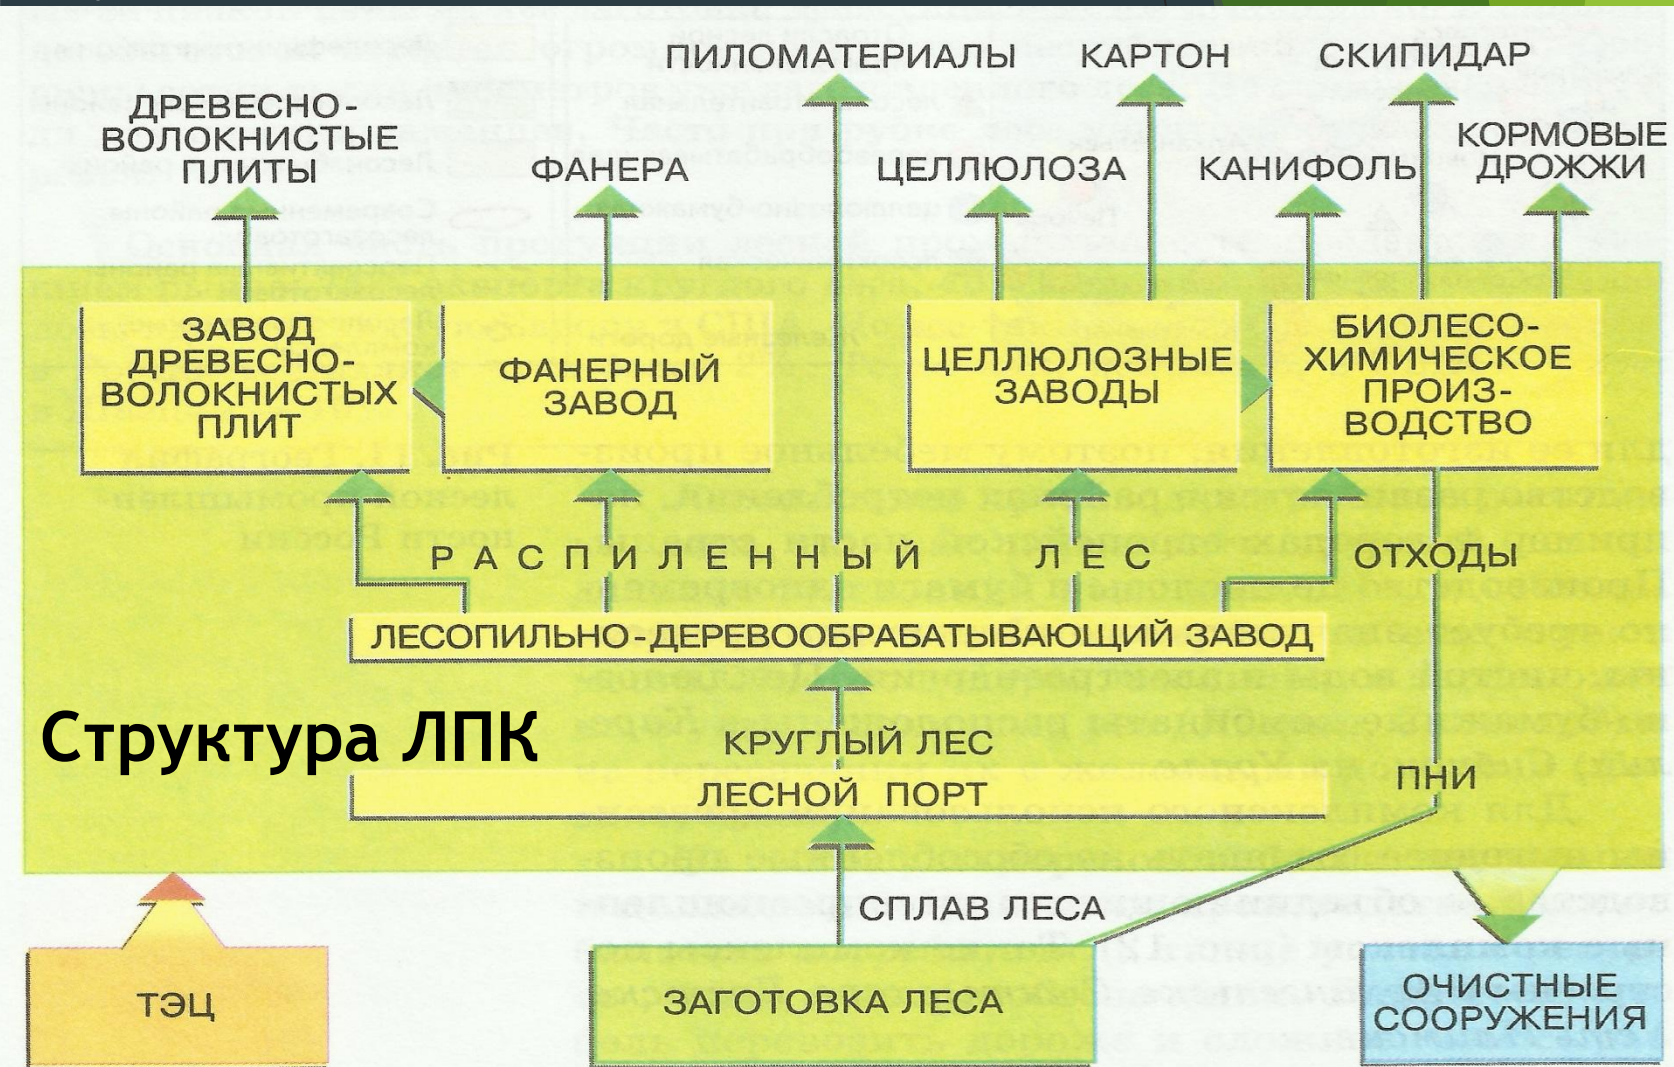 ПИЛОМАТЕРИАЛЫ
КАРТОН
СКИПИДАР
ДРЕВЕСНО-
ВОЛОКНИСТЫЕ
ПЛИТЫ
ФАНЕРА
ЦЕЛЛЮЛОЗА
КАНИФОЛЬ
КОРМОВЫЕ
ДРОЖЖИ
ЗАВОД
ДРЕВЕСНО-
ВОЛОКНИСТЫХ
ПЛИТ
ФАНЕРНЫЙ
ЗАВОД
ЦЕЛЛЮЛОЗНЫЕ
ЗАВОДЫ
БИОЛЕСО-
ХИМИЧЕСКОЕ
ПРОИЗ-
ВОДСТВО
РАСПИЛЕННЫЙ ЛЕС
ОТХОДЫ
ЛЕСОПИЛЬНО-ДЕРЕВООБРАБАТЫВАЮЩИЙ ЗАВОД
Структура ЛПК
КРУГЛЫЙ ЛЕС
ЛЕСНОЙ ПОРТ
ПНИ
СПЛАВ ЛЕСА
ТЭЦ
ЗАГОТОВКА ЛЕСА
ОЧИСТНЫЕ
СООРУЖЕНИЯ